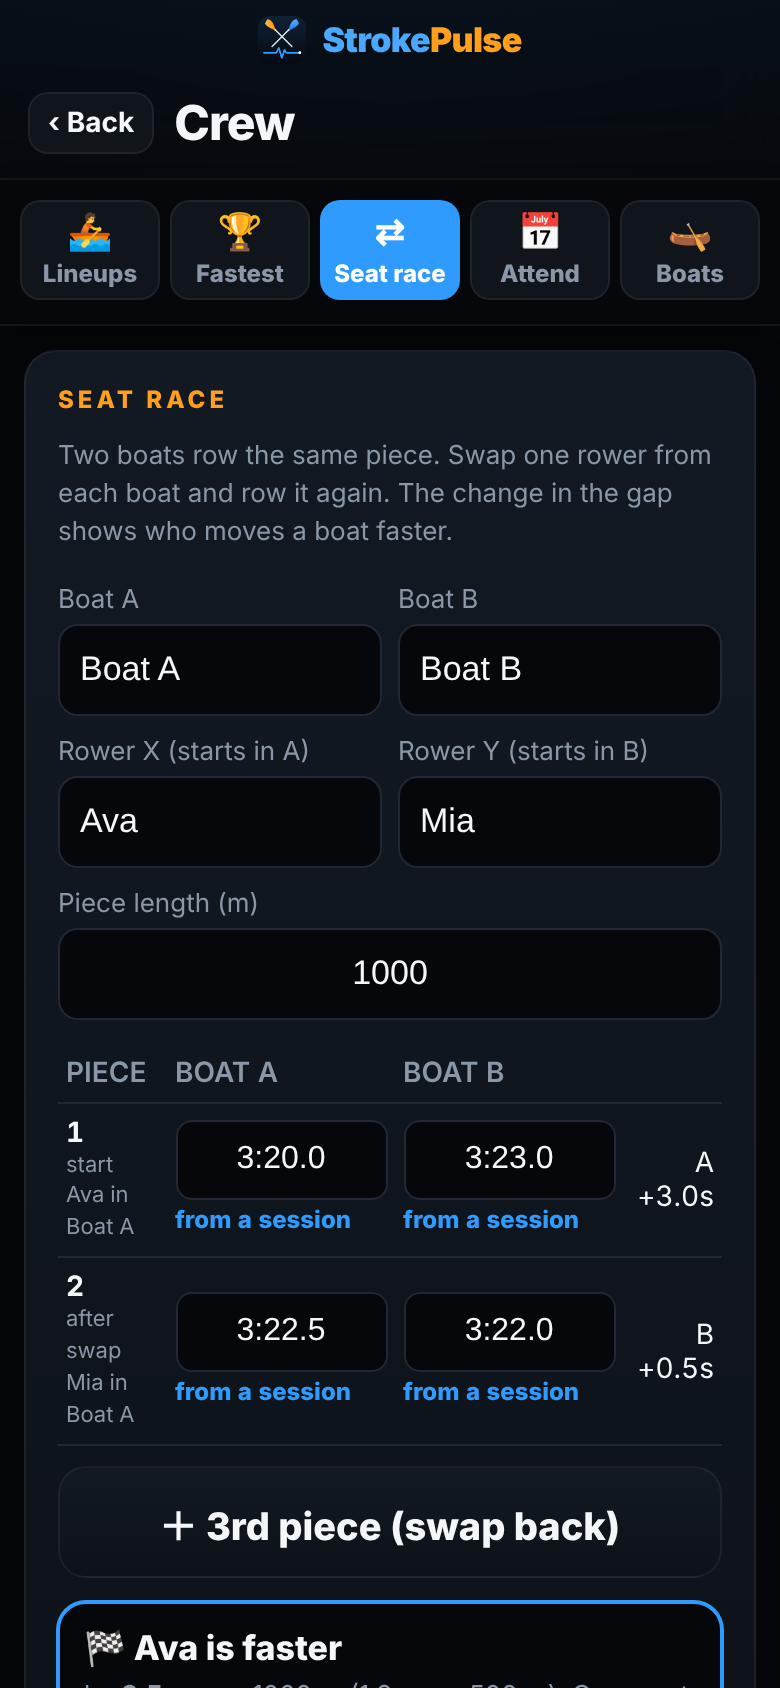 StrokePulse
‹ Back Crew
Lineups Fastest Seat race July 17 Attend Boats
SEAT RACE
Two boats row the same piece. Swap one rower from
each boat and row it again. The change in the gap
shows who moves a boat faster.
Boat A Boat B
Boat A Boat B
Rower X (starts in A) Rower Y (starts in B)
Ava Mia
Piece length (m)
1000
PIECE BOAT A BOAT B
1
start
Ava in
Boat A
3:20.0 3:23.0
from a session from a session
A
+3.0s
2
after
swap
Mia in
Boat A
3:22.5 3:22.0
from a session from a session
B
+0.5s
+ 3rd piece (swap back)
Ava is faster